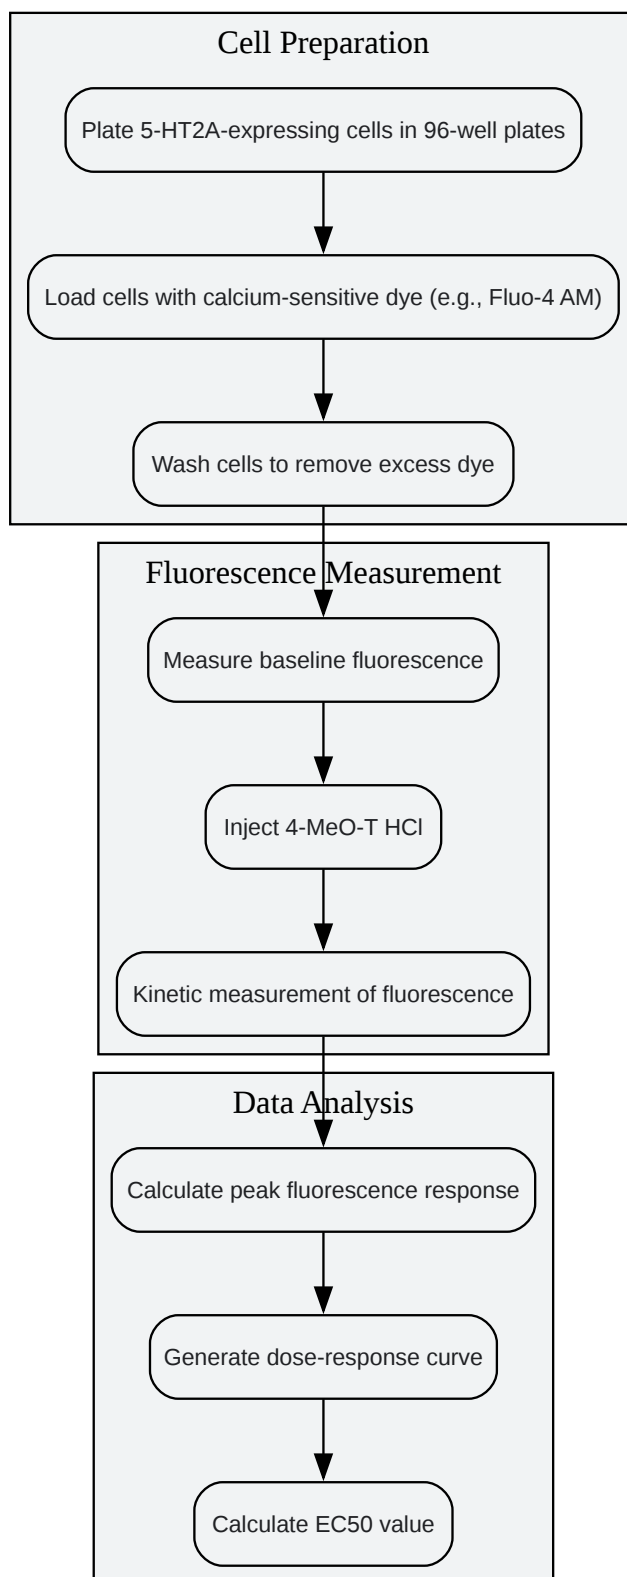 Cell Preparation
Plate 5-HT2A-expressing cells in 96-well plates
Load cells with calcium-sensitive dye (e.g., Fluo-4 AM)
Wash cells to remove excess dye
Fluorescence Measurement
Measure baseline fluorescence
Inject 4-MeO-T HCl
Kinetic measurement of fluorescence
Data Analysis
Calculate peak fluorescence response
Generate dose-response curve
Calculate EC50 value